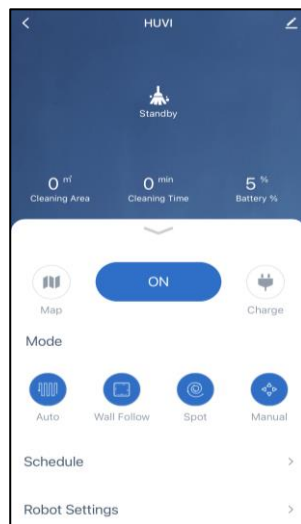 HUVI
Standby
0 ㎡ 0 min 5 %
Cleaning Area Cleaning Time Battery %
ON
Map Charge
Mode
Auto Wall Follow Spot Manual
Schedule
Robot Settings